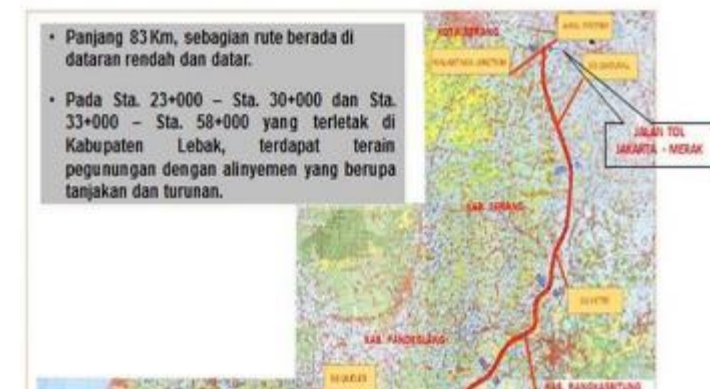 • Panjang 83 Km, sebagian rute berada di
dataran rendah dan datar.
• Pada Sta. 23+000 – Sta. 30+000 dan Sta.
33+000 – Sta. 58+000 yang terletak di
Kabupaten Lebak, terdapat terain
pegunungan dengan alinyemen yang berupa
tanjakan dan turunan.
KOTA SERANG
JALAN TOL
JAKARTA - MERAK
KAB. SERANG
KAB. PANDEGLANG
KAB. RANGKASBITUNG